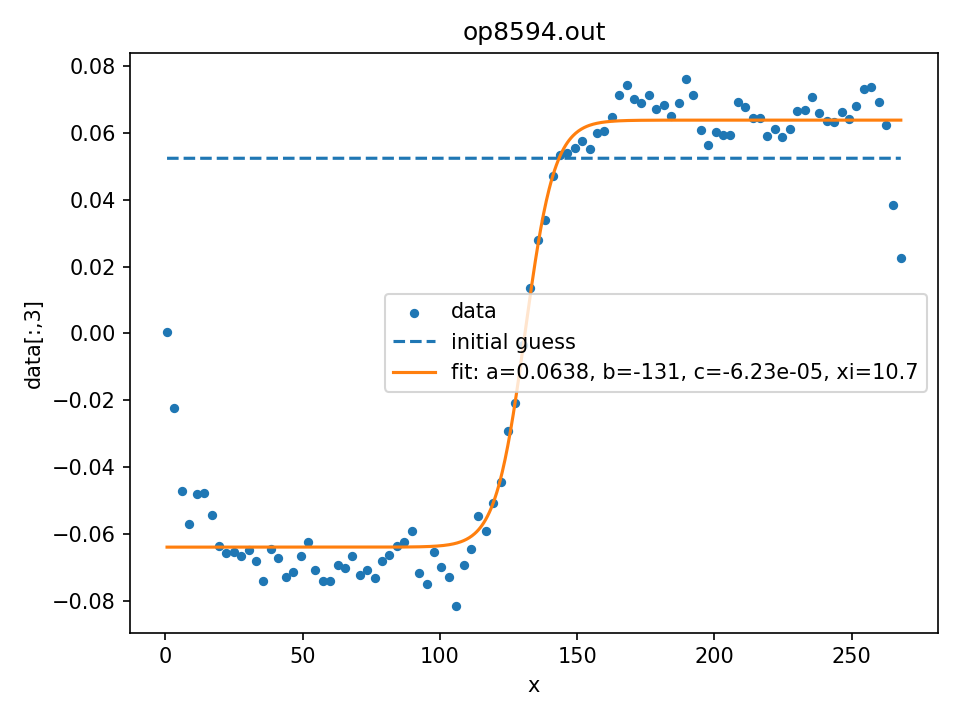 op8594.out
0.08
0.06
0.04
0.02
0.00
−0.02
−0.04
−0.06
−0.08
data[:,3]
data
initial guess
fit: a=0.0638, b=-131, c=-6.23e-05, xi=10.7
0 50 100 150 200 250
x